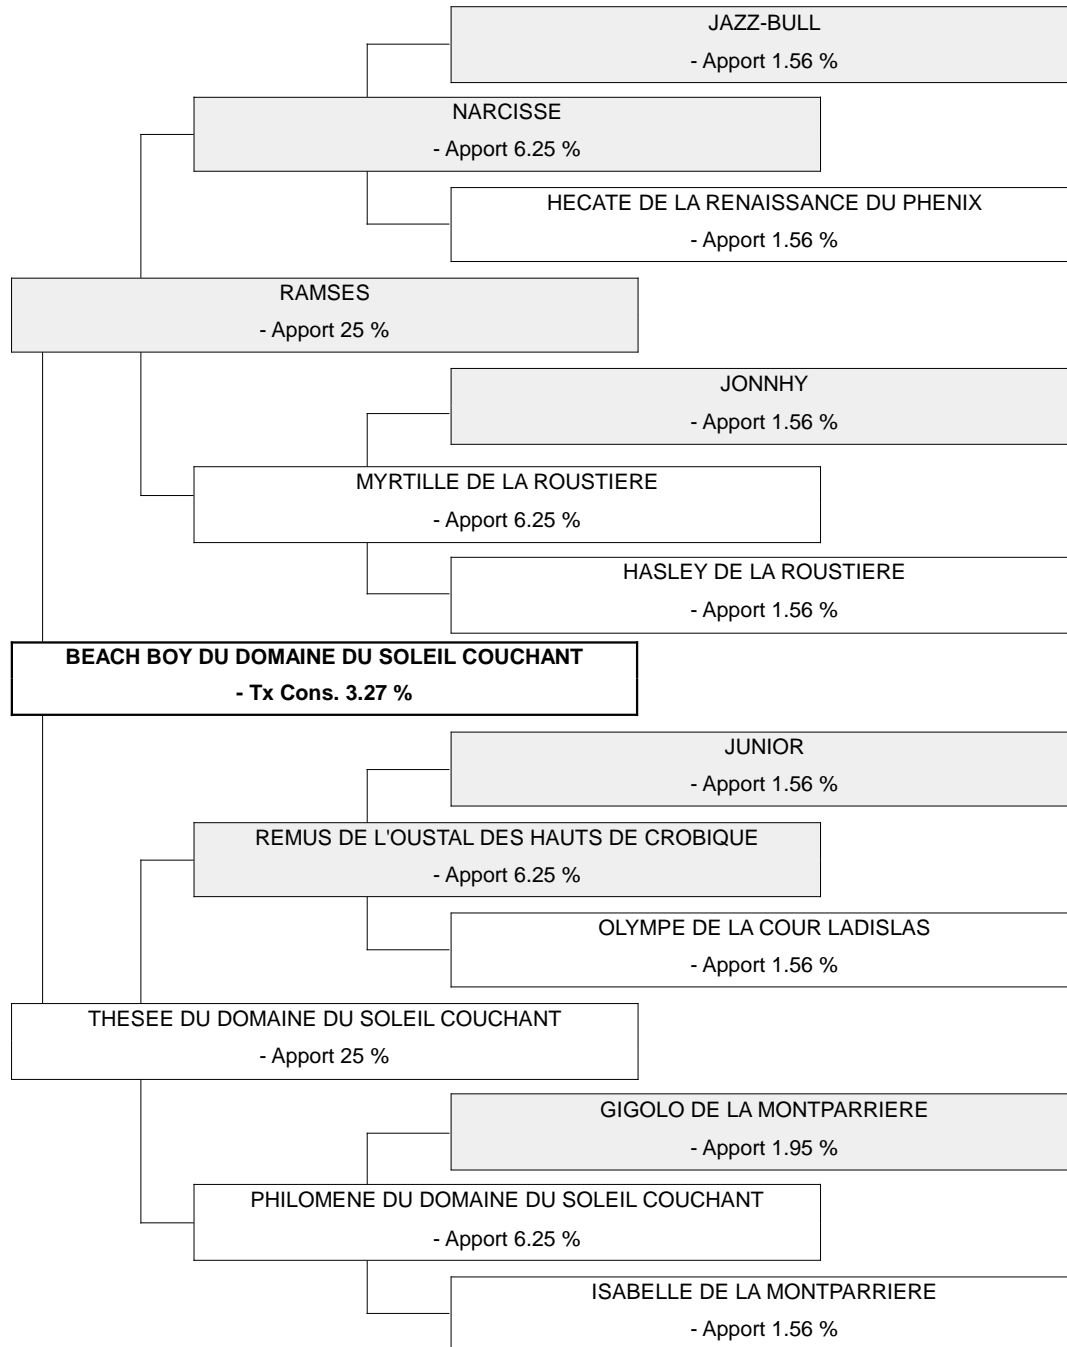 JAZZ-BULL
- Apport 1.56 %
NARCISSE
- Apport 6.25 %
HECATE DE LA RENAISSANCE DU PHENIX
- Apport 1.56 %
RAMSES
- Apport 25 %
JONNHY
- Apport 1.56 %
MYRTILLE DE LA ROUSTIERE
- Apport 6.25 %
HASLEY DE LA ROUSTIERE
- Apport 1.56 %
BEACH BOY DU DOMAINE DU SOLEIL COUCHANT
- Tx Cons. 3.27 %
JUNIOR
- Apport 1.56 %
REMUS DE L'OUSTAL DES HAUTS DE CROBIQUE
- Apport 6.25 %
OLYMPE DE LA COUR LADISLAS
- Apport 1.56 %
THESEE DU DOMAINE DU SOLEIL COUCHANT
- Apport 25 %
GIGOLO DE LA MONTPARRIERE
- Apport 1.95 %
PHILOMENE DU DOMAINE DU SOLEIL COUCHANT
- Apport 6.25 %
ISABELLE DE LA MONTPARRIERE
- Apport 1.56 %